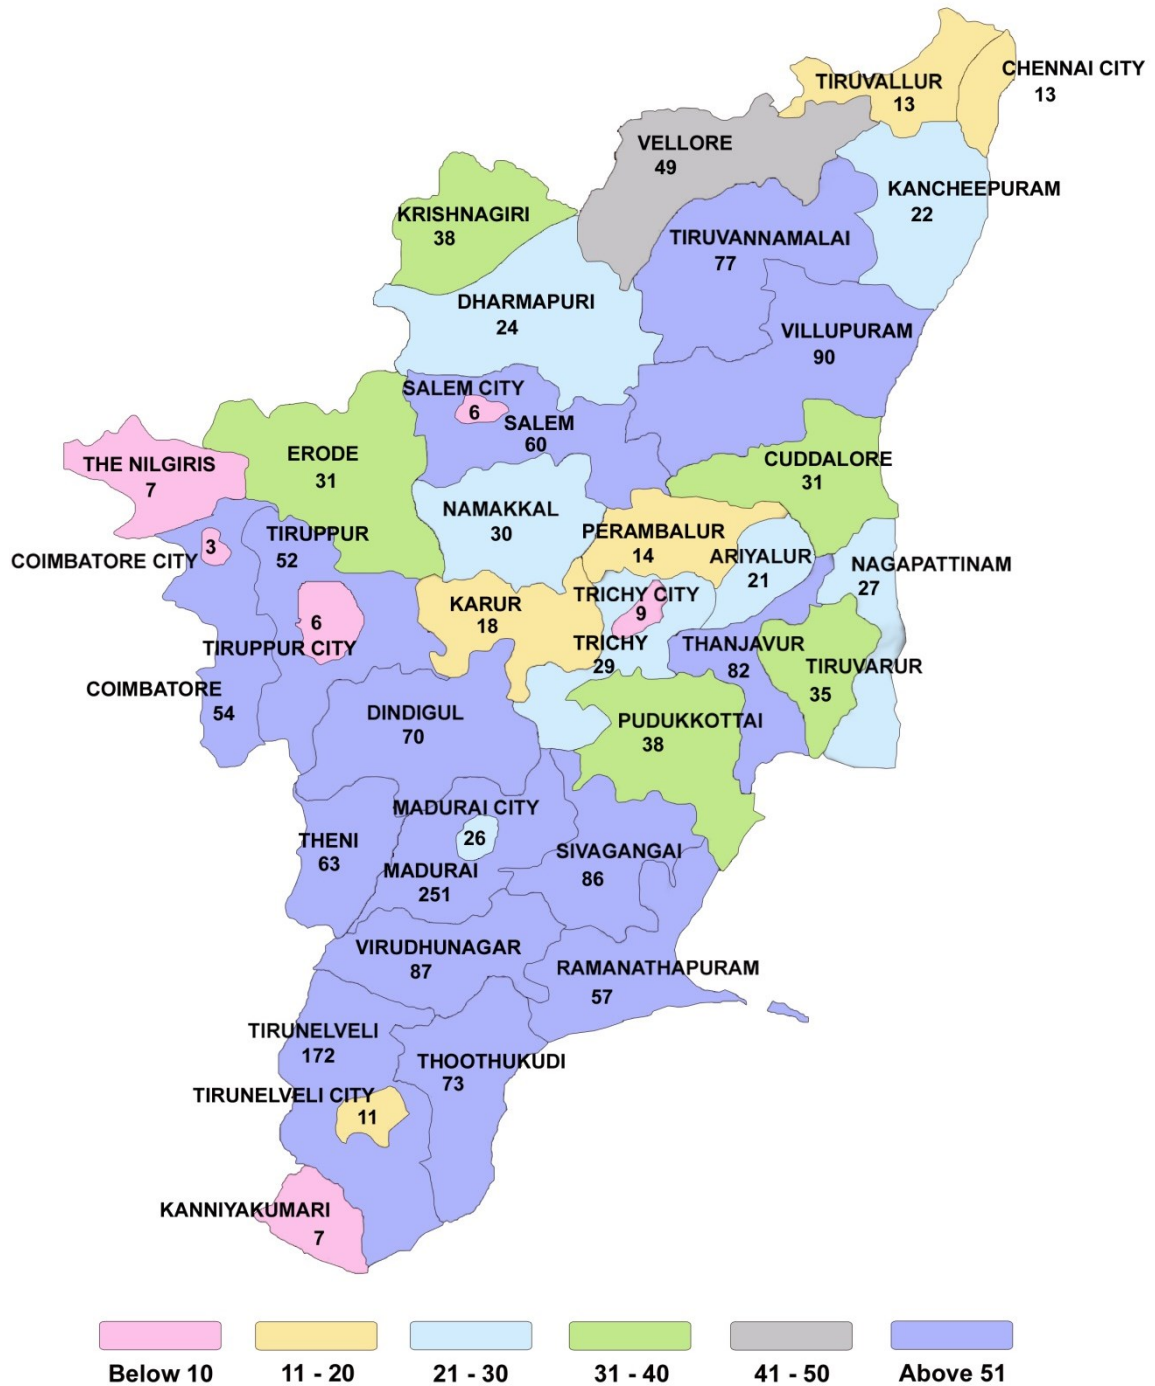 TIRUVALLUR
13
CHENNAI CITY
13
VELLORE
49
KANCHEEPURAM
22
KRISHNAGIRI
38
TIRUVANNAMALAI
77
DHARMAPURI
24
VILLUPURAM
90
SALEM CITY
6
SALEM
60
ERODE
31
THE NILGIRIS
7
CUDDALORE
31
NAMAKKAL
30
PERAMBALUR
14
ARIYALUR
21
TIRUPPUR
52
COIMBATORE CITY
3
NAGAPATTINAM
27
KARUR
18
TRICHY CITY
9
TRICHY
29
THANJAVUR
82
TIRUVARUR
35
6
TIRUPPUR CITY
COIMBATORE
54
DINDIGUL
70
PUDUKKOTTAI
38
MADURAI CITY
26
THENI
63
MADURAI
251
SIVAGANGAI
86
VIRUDHUNAGAR
87
RAMANATHAPURAM
57
TIRUNELVELI
172
THOOTHUKUDI
73
TIRUNELVELI CITY
11
KANNIYAKUMARI
7
Below 10
11 - 20
21 - 30
31 - 40
41 - 50
Above 51